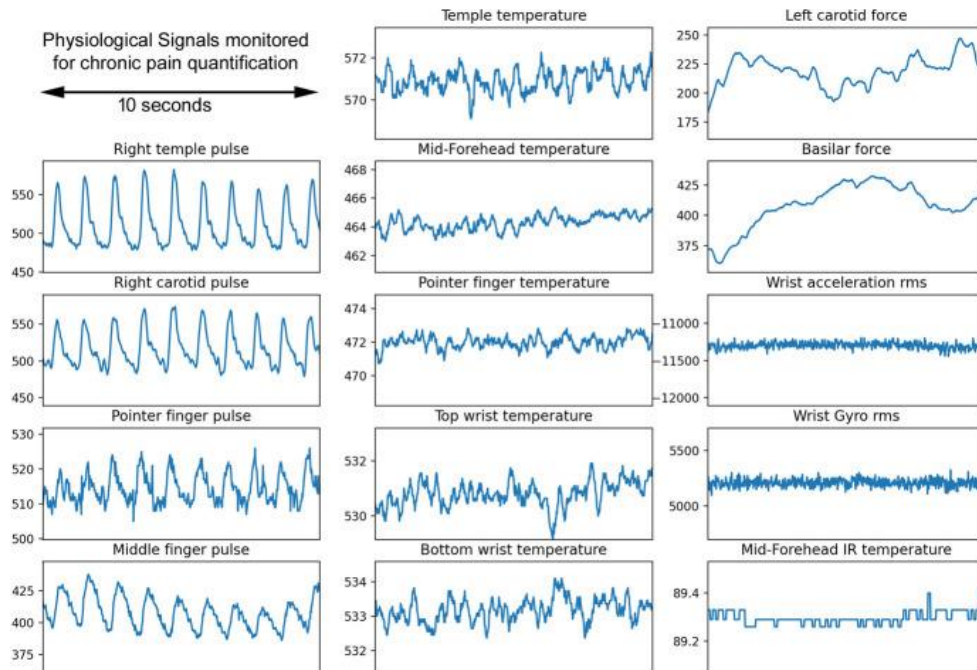 Physiological Signals monitored
for chronic pain quantification
10 seconds
Temple temperature
572
570
Left carotid force
250
225
200
175
Right temple pulse
550
500
450
Mid-Forehead temperature
468
466
464
462
Basilar force
425
400
375
Right carotid pulse
550
500
450
Pointer finger temperature
474
472
470
Wrist acceleration rms
−11000
−11500
−12000
Pointer finger pulse
530
520
510
500
Top wrist temperature
532
530
Wrist Gyro rms
5500
5000
Middle finger pulse
425
400
375
Bottom wrist temperature
534
533
532
Mid-Forehead IR temperature
89.4
89.2